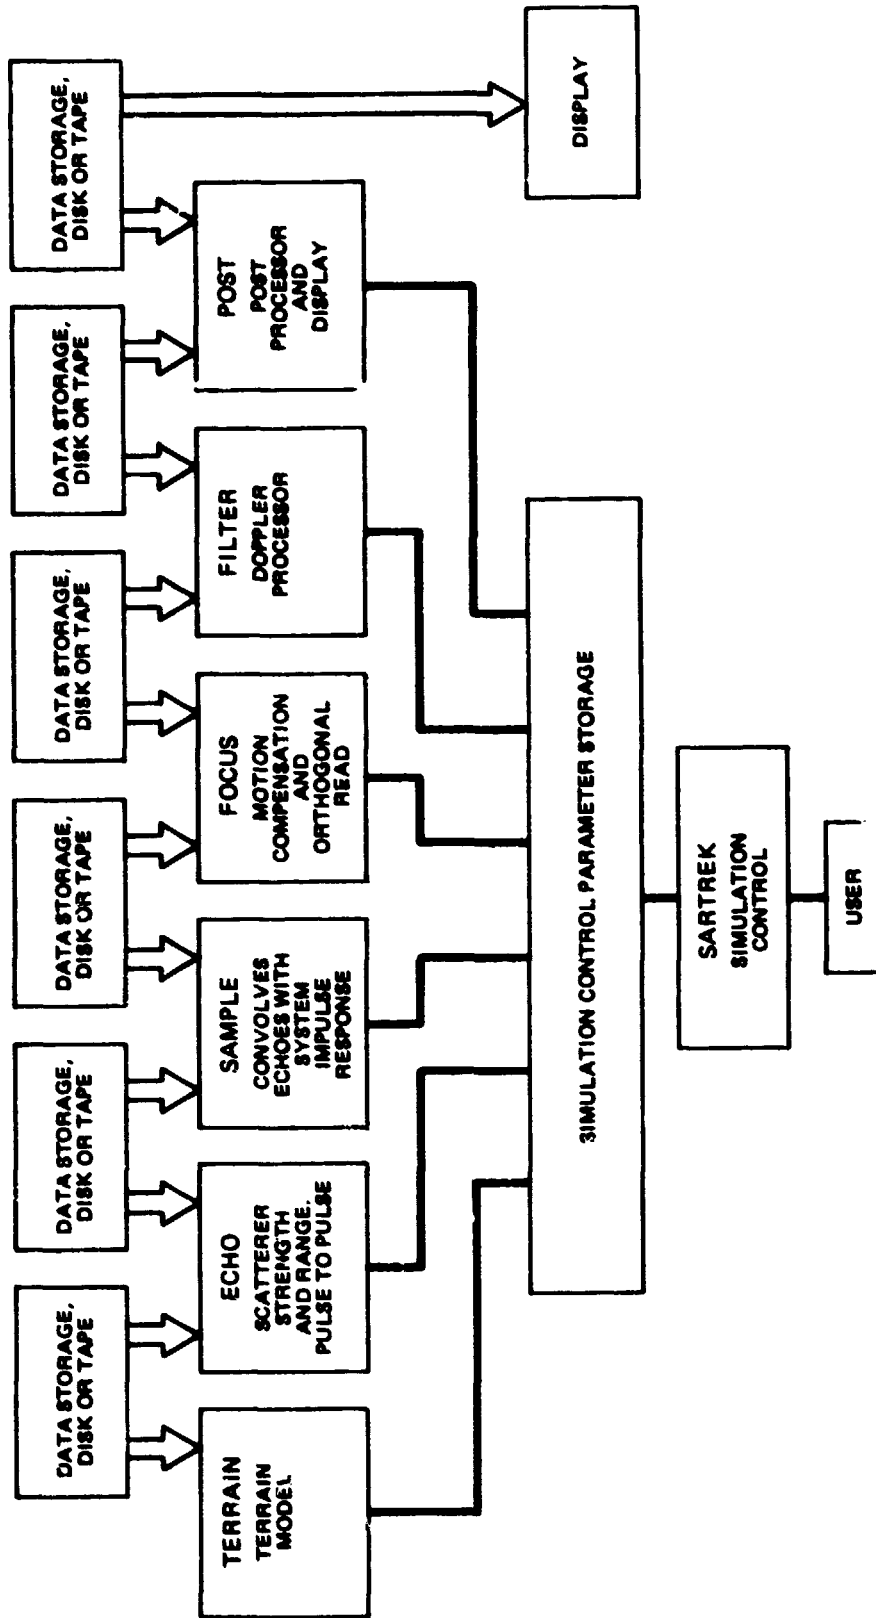 DATA STORAGE,
DISK OR TAPE
DATA STORAGE,
DISK OR TAPE
DATA STORAGE,
DISK OR TAPE
DATA STORAGE,
DISK OR TAPE
DATA STORAGE,
DISK OR TAPE
DATA STORAGE,
DISK OR TAPE
TERRAIN
TERRAIN
MODEL
ECHO
SCATTERER
STRENGTH
AND RANGE,
PULSE TO PULSE
SAMPLE
CONVOLVES
ECHOES WITH
SYSTEM
IMPULSE
RESPONSE
FOCUS
MOTION
COMPENSATION
AND
ORTHOGONAL
READ
FILTER
DOPPLER
PROCESSOR
POST
POST
PROCESSOR
AND
DISPLAY
SIMULATION CONTROL PARAMETER STORAGE
DISPLAY
SARTREK
SIMULATION
CONTROL
USER